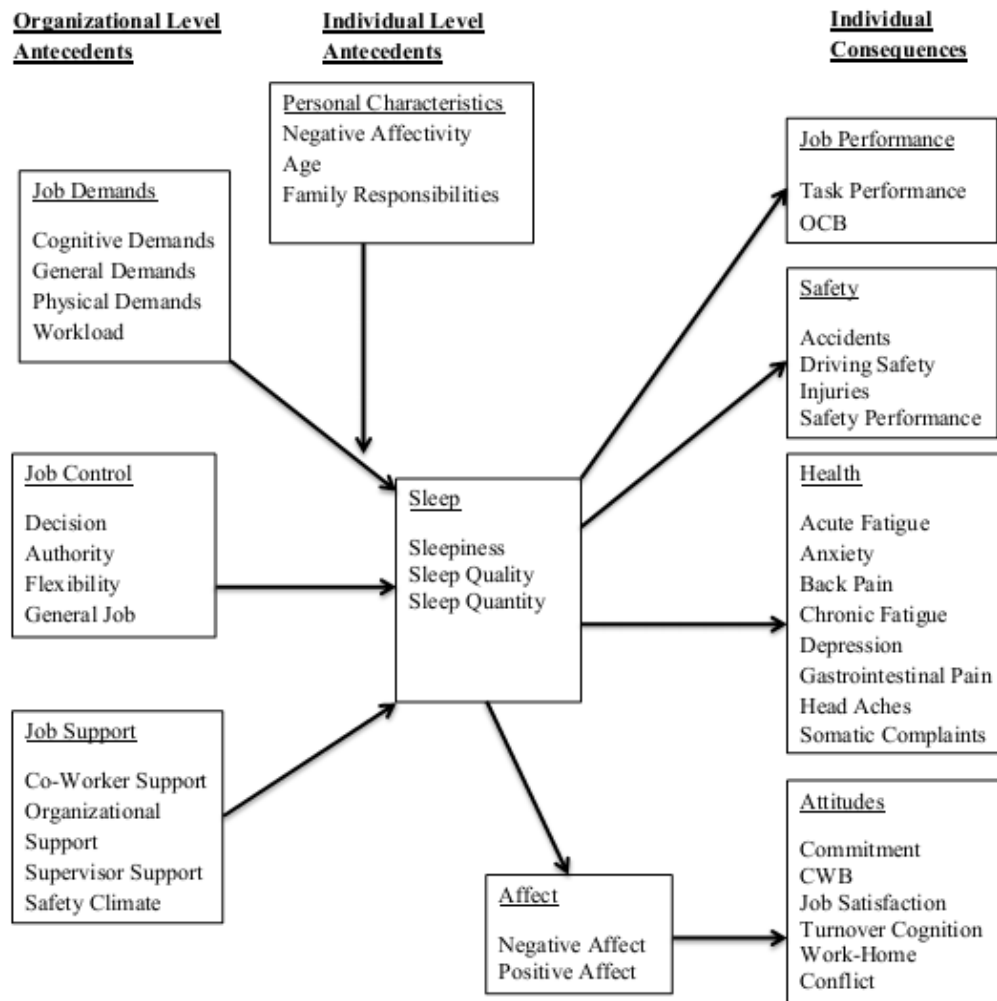 Organizational Level
Antecedents
Individual Level
Antecedents
Individual
Consequences
Personal Characteristics
Negative Affectivity
Age
Family Responsibilities
Job Demands
Cognitive Demands
General Demands
Physical Demands
Workload
Job Control
Decision
Authority
Flexibility
General Job
Job Support
Co-Worker Support
Organizational
Support
Supervisor Support
Safety Climate
Sleep
Sleepiness
Sleep Quality
Sleep Quantity
Affect
Negative Affect
Positive Affect
Job Performance
Task Performance
OCB
Safety
Accidents
Driving Safety
Injuries
Safety Performance
Health
Acute Fatigue
Anxiety
Back Pain
Chronic Fatigue
Depression
Gastrointestinal Pain
Head Aches
Somatic Complaints
Attitudes
Commitment
CWB
Job Satisfaction
Turnover Cognition
Work-Home
Conflict